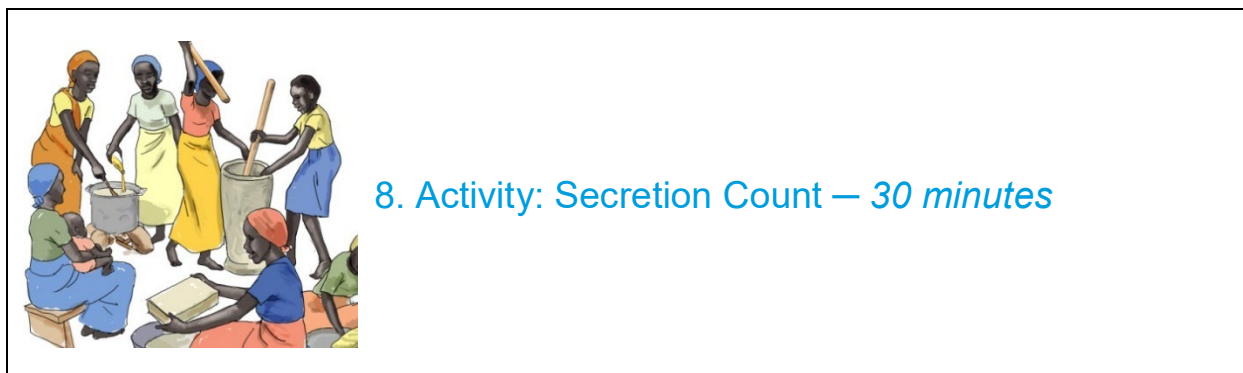 8. Activity: Secretion Count — 30 minutes